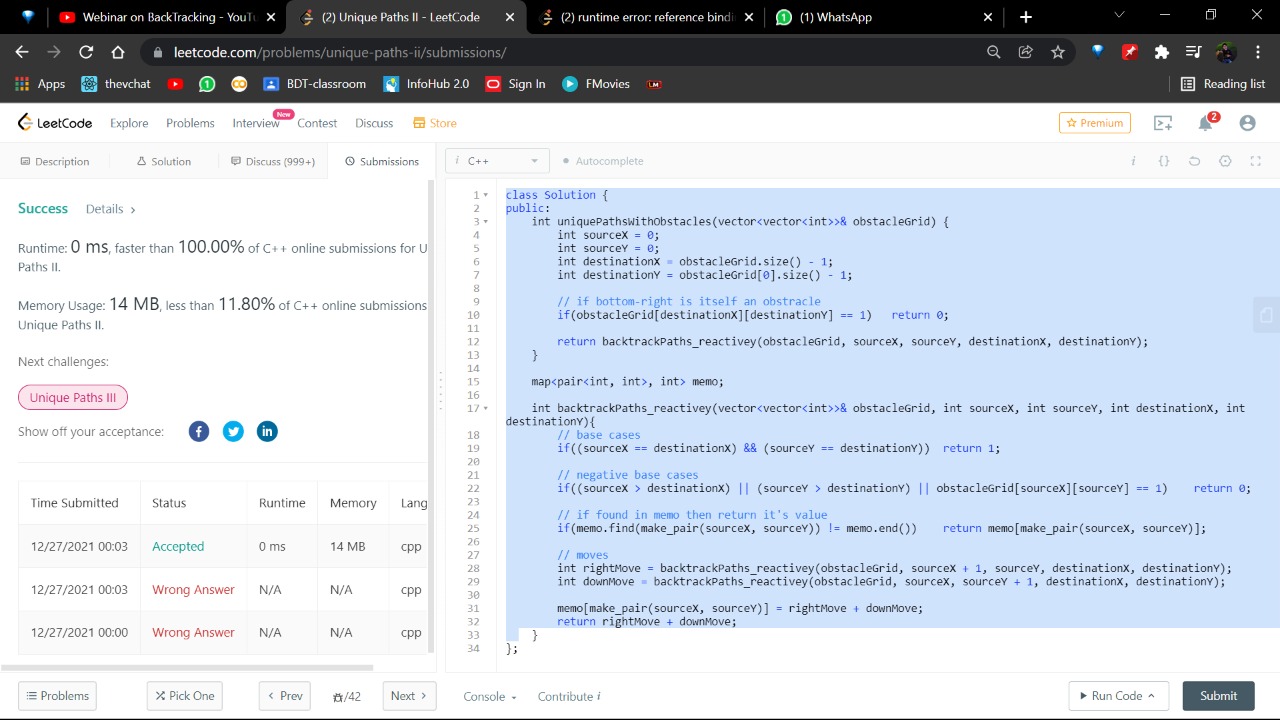 Webinar on BackTracking - YouTu
(2) Unique Paths II - LeetCode
(2) runtime error: reference bindi
(1) WhatsApp
leetcode.com/problems/unique-paths-ii/submissions/
Apps
thevchat
BDT-classroom
InfoHub 2.0
Sign In
FMovies
LM
Reading list
LeetCode
Explore
Problems
Interview
New
Contest
Discuss
Store
Premium
2
Description
Solution
Discuss (999+)
Submissions
i C++
Autocomplete
Success
Details >
Runtime: 0 ms, faster than 100.00% of C++ online submissions for U
Paths II.
Memory Usage: 14 MB, less than 11.80% of C++ online submissions
Unique Paths II.
Next challenges:
Unique Paths III
Show off your acceptance:
Time Submitted Status Runtime Memory Lang
12/27/2021 00:03 Accepted 0 ms 14 MB cpp
12/27/2021 00:03 Wrong Answer N/A N/A cpp
12/27/2021 00:00 Wrong Answer N/A N/A cpp
1 class Solution {
2 public:
3 int uniquePathsWithObstacles(vector<vector<int>>& obstacleGrid) {
4 int sourceX = 0;
5 int sourceY = 0;
6 int destinationX = obstacleGrid.size() - 1;
7 int destinationY = obstacleGrid[0].size() - 1;
8
9 // if bottom-right is itself an obstracle
10 if(obstacleGrid[destinationX][destinationY] == 1) return 0;
11
12 return backtrackPaths_reactivey(obstacleGrid, sourceX, sourceY, destinationX, destinationY);
13 }
14
15 map<pair<int, int>, int> memo;
16
17 int backtrackPaths_reactivey(vector<vector<int>>& obstacleGrid, int sourceX, int sourceY, int destinationX, int
destinationY){
18 // base cases
19 if((sourceX == destinationX) && (sourceY == destinationY)) return 1;
20
21 // negative base cases
22 if((sourceX > destinationX) || (sourceY > destinationY) || obstacleGrid[sourceX][sourceY] == 1) return 0;
23
24 // if found in memo then return it's value
25 if(memo.find(make_pair(sourceX, sourceY)) != memo.end()) return memo[make_pair(sourceX, sourceY)];
26
27 // moves
28 int rightMove = backtrackPaths_reactivey(obstacleGrid, sourceX + 1, sourceY, destinationX, destinationY);
29 int downMove = backtrackPaths_reactivey(obstacleGrid, sourceX, sourceY + 1, destinationX, destinationY);
30
31 memo[make_pair(sourceX, sourceY)] = rightMove + downMove;
32 return rightMove + downMove;
33 }
34 };
Problems
Pick One
< Prev
/42
Next >
Console
Contribute i
Run Code
Submit